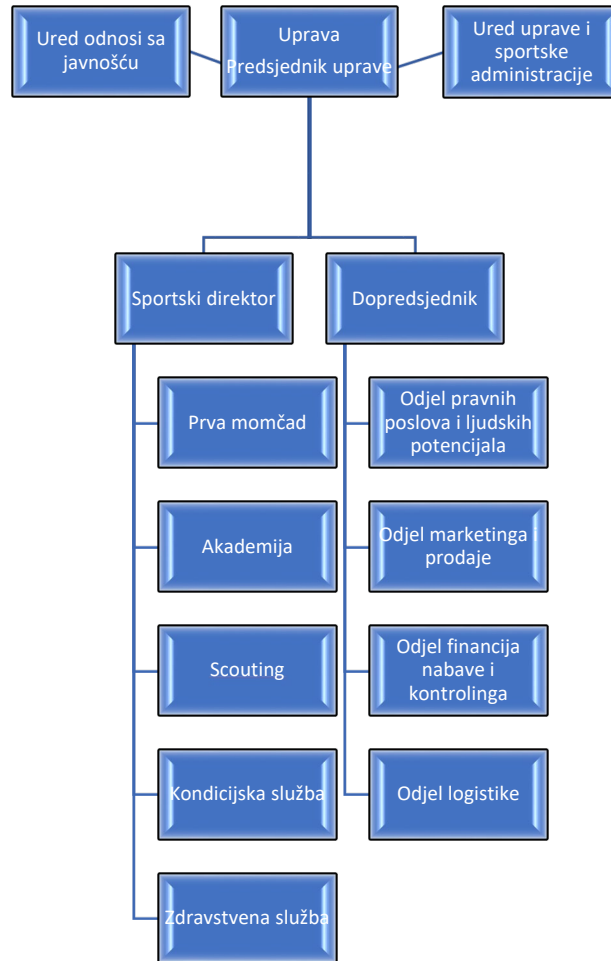 Ured odnosi sa
javnošću
Uprava
Predsjednik uprave
Ured uprave i
sportske
administracije
Sportski direktor
Dopredsjednik
Prva momčad
Odjel pravnih
poslova i ljudskih
potencijala
Akademija
Odjel marketinga i
prodaje
Scouting
Odjel financija
nabave i
kontrolinga
Kondicijska služba
Odjel logistike
Zdravstvena služba